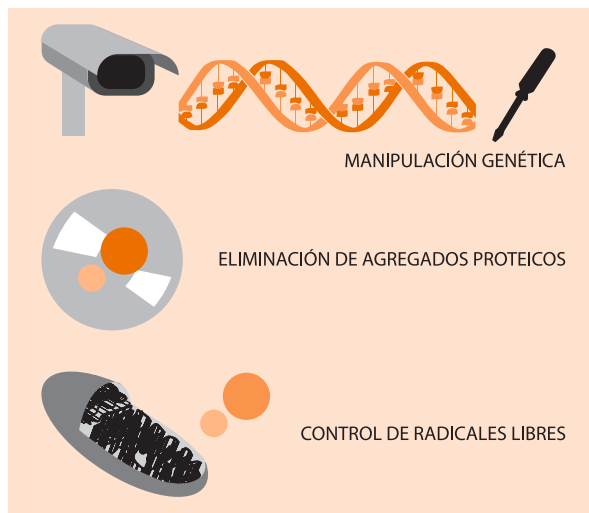 MANIPULACIÓN GENÉTICA
ELIMINACIÓN DE AGREGADOS PROTEICOS
CONTROL DE RADICALES LIBRES